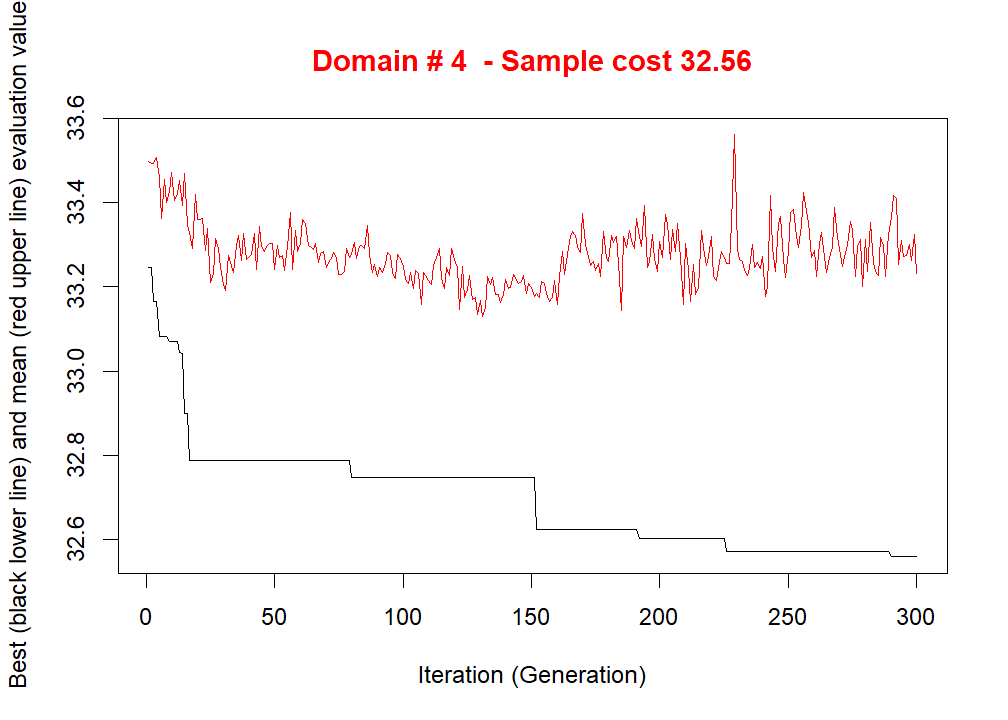 Domain # 4  - Sample cost 32.56
Best (black lower line) and mean (red upper line) evaluation value
33.6
33.4
33.2
33.0
32.8
32.6
0 50 100 150 200 250 300
Iteration (Generation)